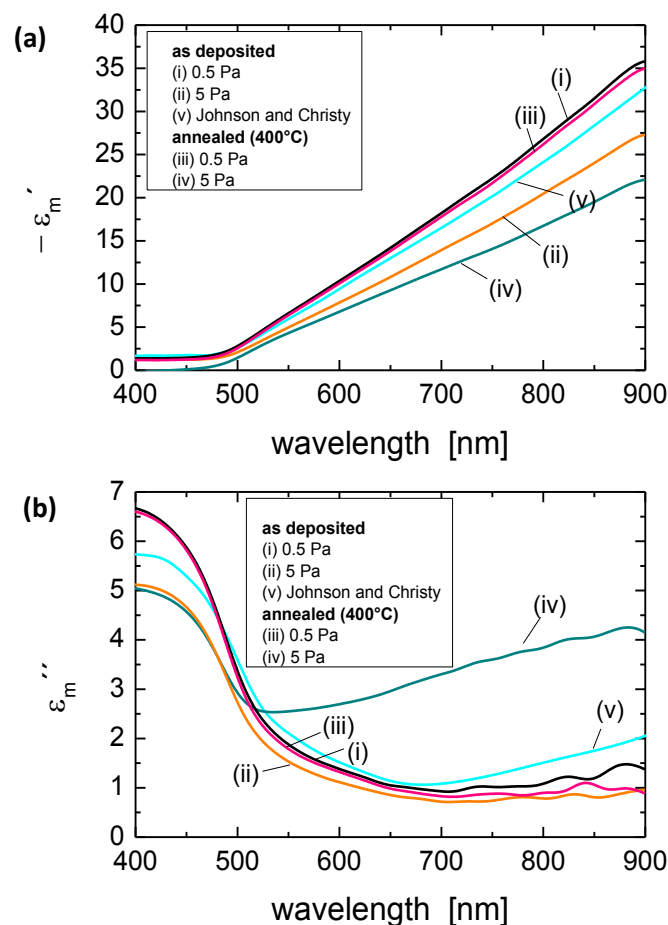 (a)
40
35
30
25
20
15
10
5
0
− εm′
as deposited
(i) 0.5 Pa
(ii) 5 Pa
(v) Johnson and Christy
annealed (400°C)
(iii) 0.5 Pa
(iv) 5 Pa
(i)
(iii)
(v)
(ii)
(iv)
400 500 600 700 800 900
wavelength [nm]
(b)
7
6
5
4
3
2
1
0
εm″
as deposited
(i) 0.5 Pa
(ii) 5 Pa
(v) Johnson and Christy
annealed (400°C)
(iii) 0.5 Pa
(iv) 5 Pa
(iv)
(v)
(iii)
(i)
(ii)
400 500 600 700 800 900
wavelength [nm]